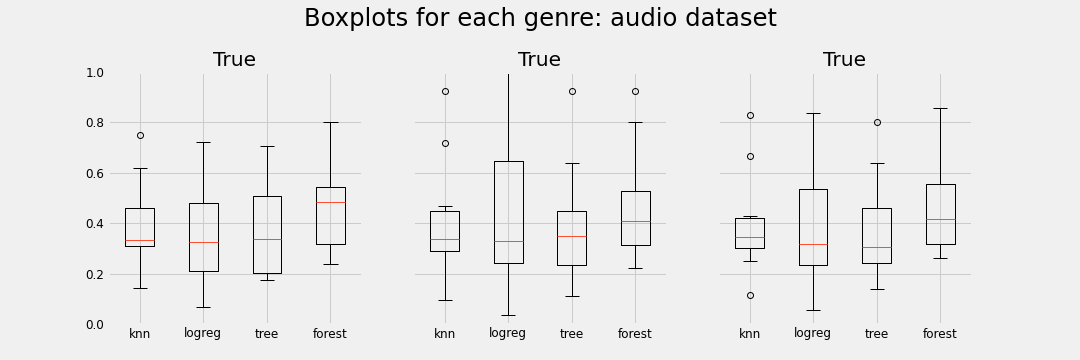 Boxplots for each genre: audio dataset
True True True
1.0
0.8
0.6
0.4
0.2
0.0
knn logreg tree forest knn logreg tree forest knn logreg tree forest